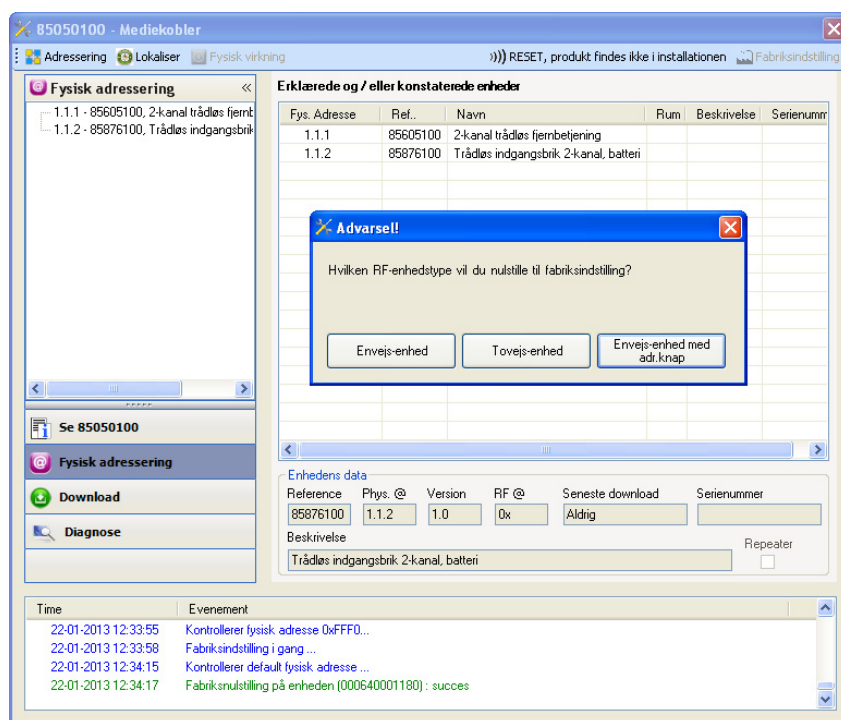 85050100 - Mediekobler
Adressering Lokaliser Fysisk virkning ))) RESET, produkt findes ikke i installationen Fabriksindstilling
Fysisk adressering «
1.1.1 - 85605100, 2-kanal trådløs fjernt
1.1.2 - 85876100, Trådløs indgangsbrik
Se 85050100
Fysisk adressering
Download
Diagnose
Erklærede og / eller konstaterede enheder
Fys. Adresse Ref.. Navn Rum Beskrivelse Serienumm
1.1.1 85605100 2-kanal trådløs fjernbetjening
1.1.2 85876100 Trådløs indgangsbrik 2-kanal, batteri
Advarsel!
Hvilken RF-enhedstype vil du nulstille til fabriksindstilling?
Envejs-enhed
Tovejs-enhed
Envejs-enhed med
adr.knap
Enhedens data
Reference Phys. @ Version RF @ Seneste download Serienummer
85876100 1.1.2 1.0 0x Aldrig
Beskrivelse
Repeater
Trådløs indgangsbrik 2-kanal, batteri
Time Evenement
22-01-2013 12:33:55 Kontrollerer fysisk adresse 0xFFF0...
22-01-2013 12:33:58 Fabriksindstilling i gang ...
22-01-2013 12:34:15 Kontrollerer default fysisk adresse ...
22-01-2013 12:34:17 Fabriksnulstilling på enheden (000640001180) : succes